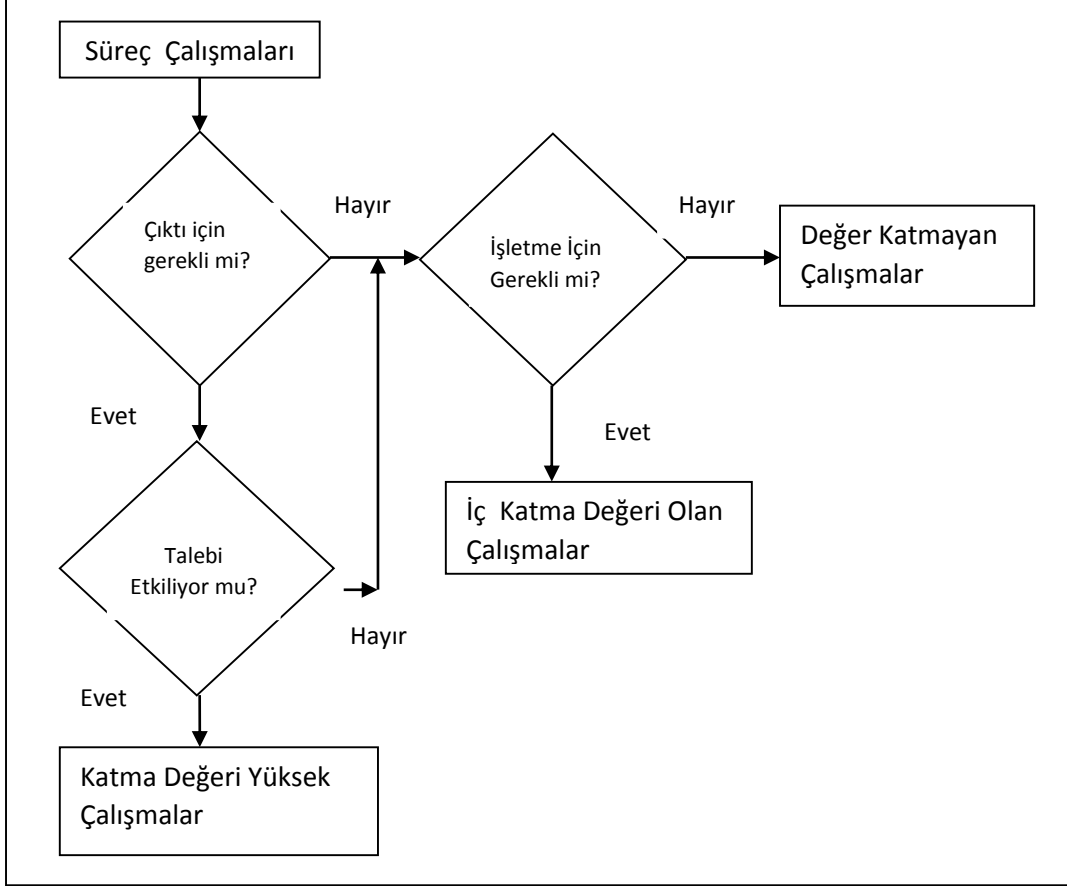 Süreç Çalışmaları
Hayır
Hayır
Çıktı için
gerekli mi?
İşletme İçin
Gerekli mi?
Değer Katmayan
Çalışmalar
Evet
Evet
İç Katma Değeri Olan
Çalışmalar
Talebi
Etkiliyor mu?
Hayır
Evet
Katma Değeri Yüksek
Çalışmalar